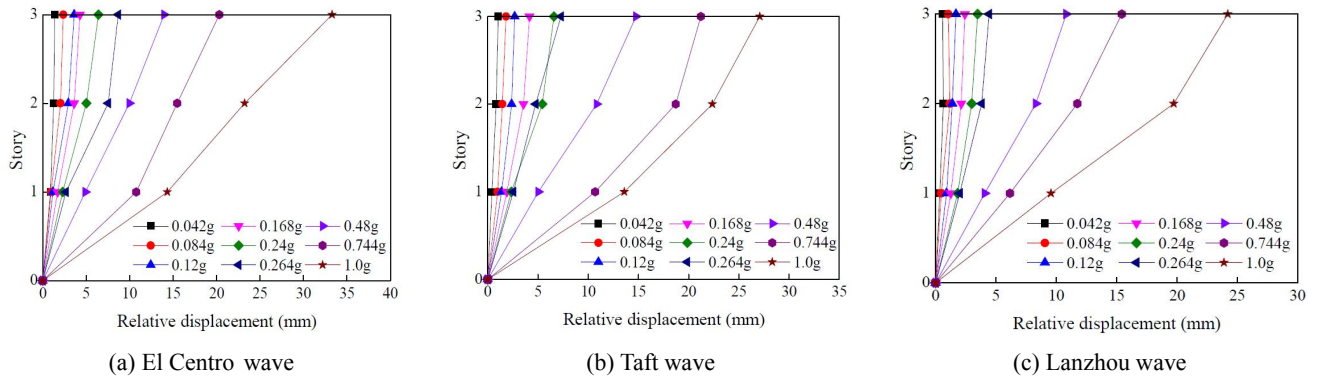 3
2
1
0
Story
0.042g 0.168g 0.48g
0.084g 0.24g 0.744g
0.12g 0.264g 1.0g
0 5 10 15 20 25 30 35 40
Relative displacement (mm)
(a) El Centro wave
3
2
1
0
Story
0.042g 0.168g 0.48g
0.084g 0.24g 0.744g
0.12g 0.264g 1.0g
0 5 10 15 20 25 30 35
Relative displacement (mm)
(b) Taft wave
3
2
1
0
Story
0.042g 0.168g 0.48g
0.084g 0.24g 0.744g
0.12g 0.264g 1.0g
0 5 10 15 20 25 30
Relative displacement (mm)
(c) Lanzhou wave